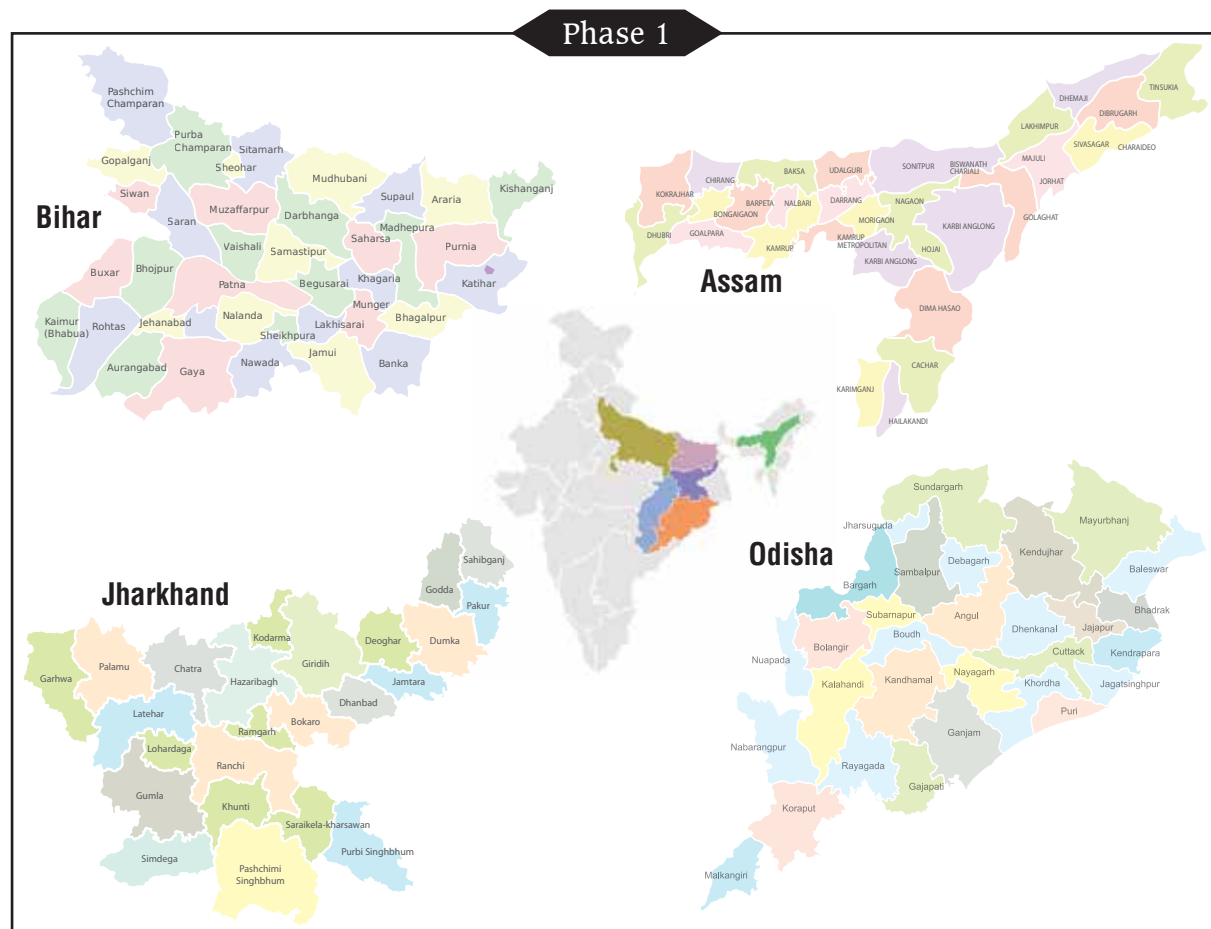 Phase 1
Bihar
Pashchim
Champaran
Purba
Champaran
Sitamarh
Gopalganj
Sheohar
Siwan
Mudhubani
Supaul
Araria
Kishanganj
Saran
Muzaffarpur
Darbhanga
Madhepura
Saharsa
Purnia
Vaishali
Samastipur
Buxar
Bhojpur
Patna
Begusarai
Khagaria
Katihar
Munger
Kaimur
(Bhabua)
Rohtas
Jehanabad
Nalanda
Sheikhpura
Lakhisarai
Bhagalpur
Aurangabad
Gaya
Nawada
Jamui
Banka
Assam
TINSUKIA
DHEMAJI
DIBRUGARH
LAKHIMPUR
SIVASAGAR
CHARAIDEO
MAJULI
JORHAT
SONITPUR
BISWANATH
CHARIALI
UDALGURI
BAKSA
CHIRANG
KOKRAJHAR
BARPETA
NALBARI
DARRANG
NAGAON
GOLAGHAT
BONGAIGAON
MORIGAON
KARBI ANGLONG
DHUBRI
GOALPARA
KAMRUP
KAMRUP
METROPOLITAN
HOJAI
KARBI ANGLONG
DIMA HASAO
CACHAR
KARIMGANJ
HAILAKANDI
Jharkhand
Sahibganj
Godda
Pakur
Kodarma
Deoghar
Dumka
Garhwa
Palamu
Chatra
Giridih
Hazaribagh
Jamtara
Dhanbad
Latehar
Bokaro
Ramgarh
Lohardaga
Ranchi
Gumla
Khunti
Saraikela-kharsawan
Simdega
Purbi Singhbhum
Pashchimi
Singhbhum
Odisha
Sundargarh
Mayurbhanj
Jharsuguda
Kendujhar
Debagarh
Sambalpur
Baleswar
Bargarh
Subarnapur
Angul
Bhadrak
Dhenkanal
Jajapur
Boudh
Bolangir
Cuttack
Kendrapara
Nuapada
Nayagarh
Kandhamal
Kalahandi
Khordha
Jagatsinghpur
Puri
Ganjam
Nabarangpur
Rayagada
Gajapati
Koraput
Malkangiri